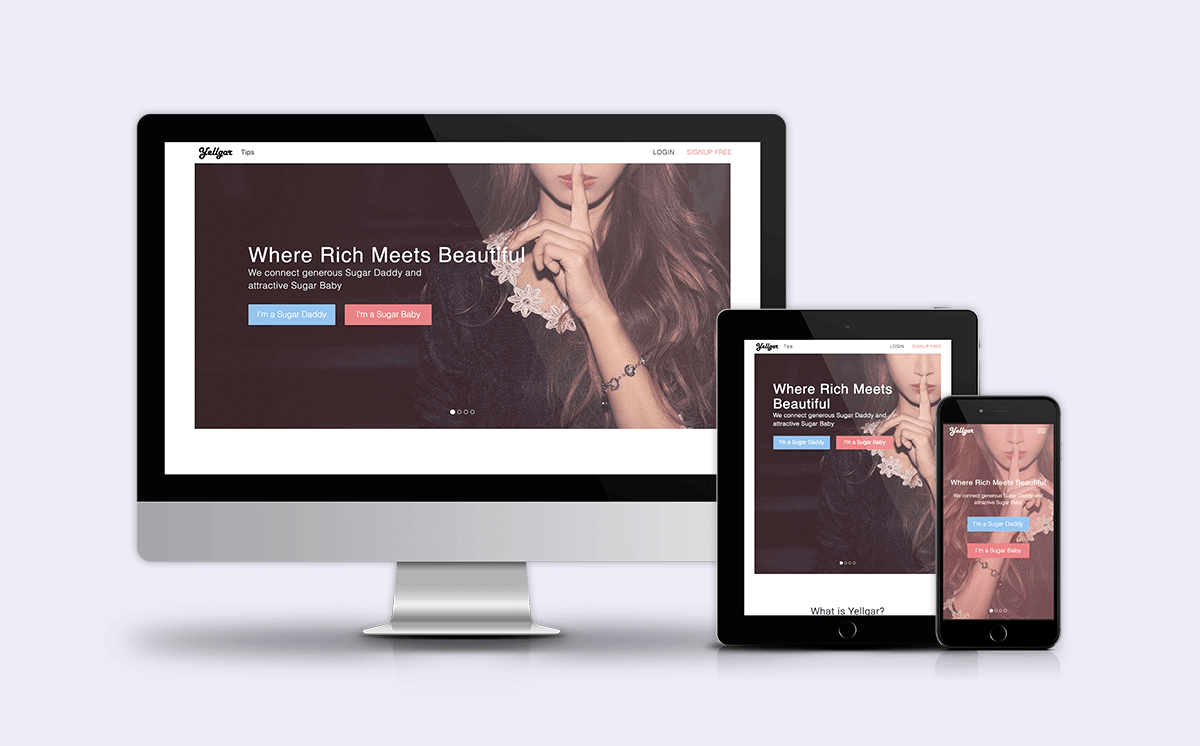 Yellgar Tips LOGIN SIGNUP FREE
Where Rich Meets Beautiful
We connect generous Sugar Daddy and
attractive Sugar Baby
I'm a Sugar Daddy I'm a Sugar Baby
Yellgar Tips LOGIN SIGNUP FREE
Where Rich Meets
Beautiful
We connect generous Sugar Daddy and
attractive Sugar Baby
I'm a Sugar Daddy I'm a Sugar Baby
What is Yellgar?
Yellgar
Where Rich Meets Beautiful
We connect generous Sugar Daddy and
attractive Sugar Baby
I'm a Sugar Daddy
I'm a Sugar Baby